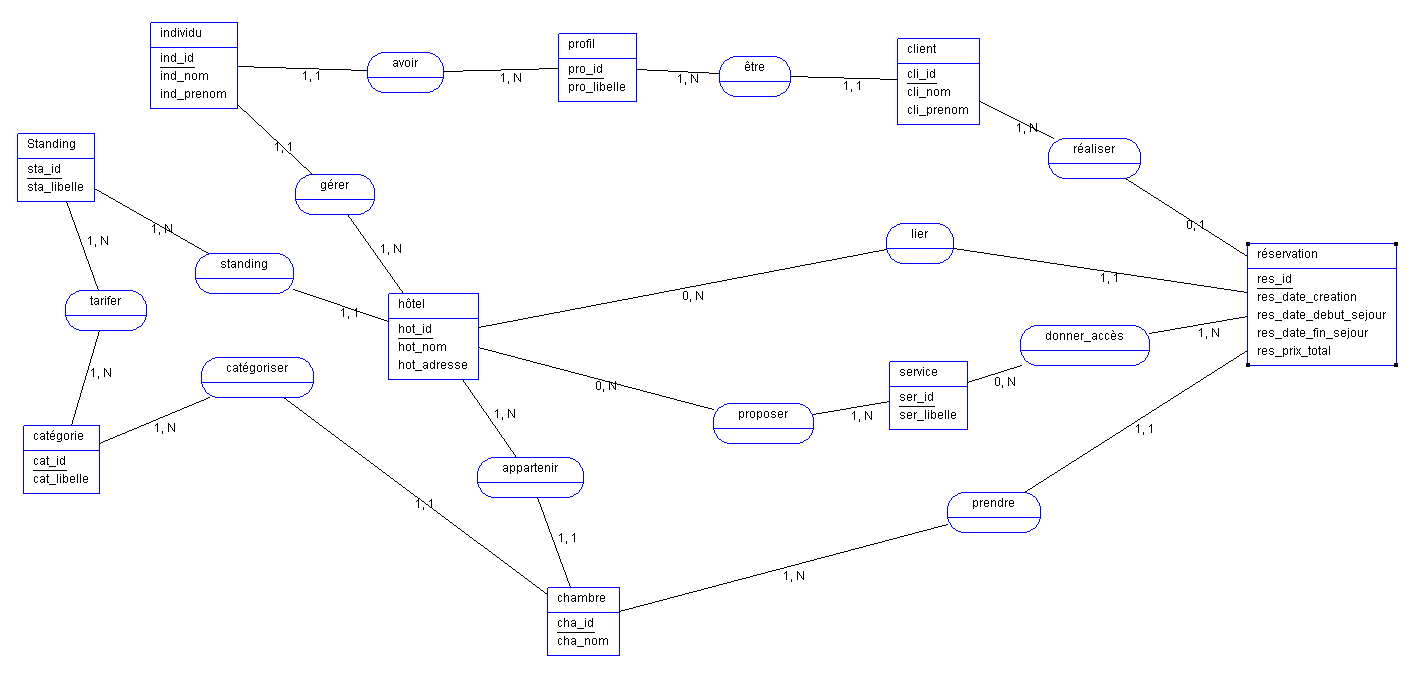 individu
ind_id
ind_nom
ind_prenom
1, 1
avoir
1, N
profil
pro_id
pro_libelle
1, N
être
1, 1
client
cli_id
cli_nom
cli_prenom
1, N
réaliser
0, 1
1, 1
gérer
1, N
Standing
sta_id
sta_libelle
1, N
standing
1, 1
1, N
tarifer
1, N
hôtel
hot_id
hot_nom
hot_adresse
0, N
lier
1, 1
réservation
res_id
res_date_creation
res_date_debut_sejour
res_date_fin_sejour
res_prix_total
0, N
proposer
1, N
service
ser_id
ser_libelle
0, N
donner_accès
1, N
catégorie
cat_id
cat_libelle
1, N
catégoriser
1, 1
1, N
appartenir
1, 1
chambre
cha_id
cha_nom
1, N
prendre
1, 1